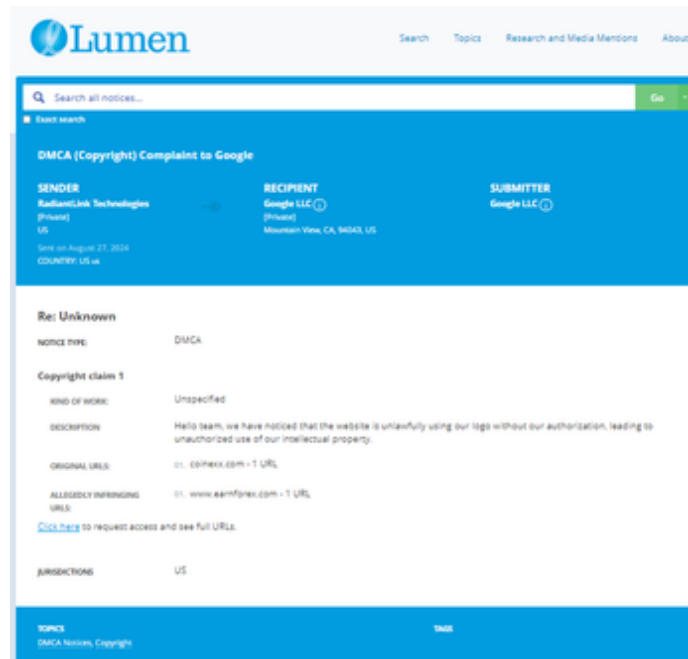 Lumen
Search Topics Research and Media Mentions About
Search all notices...
Go
Exact search
DMCA (Copyright) Complaint to Google
SENDER
RadiantLink Technologies
[Private]
US
Sent on August 27, 2024
COUNTRY: US us
RECIPIENT
Google LLC
[Private]
Mountain View, CA, 94043, US
SUBMITTER
Google LLC
Re: Unknown
NOTICE TYPE: DMCA
Copyright claim 1
KIND OF WORK: Unspecified
DESCRIPTION Hello team, we have noticed that the website is unlawfully using our logo without our authorization, leading to
unauthorized use of our intellectual property.
ORIGINAL URLS: 01. coinexx.com - 1 URL
ALLEGEDLY INFRINGING 01. www.earnforex.com - 1 URL
URLS:
Click here to request access and see full URLs.
JURISDICTIONS US
TOPICS TAGS
DMCA Notices, Copyright